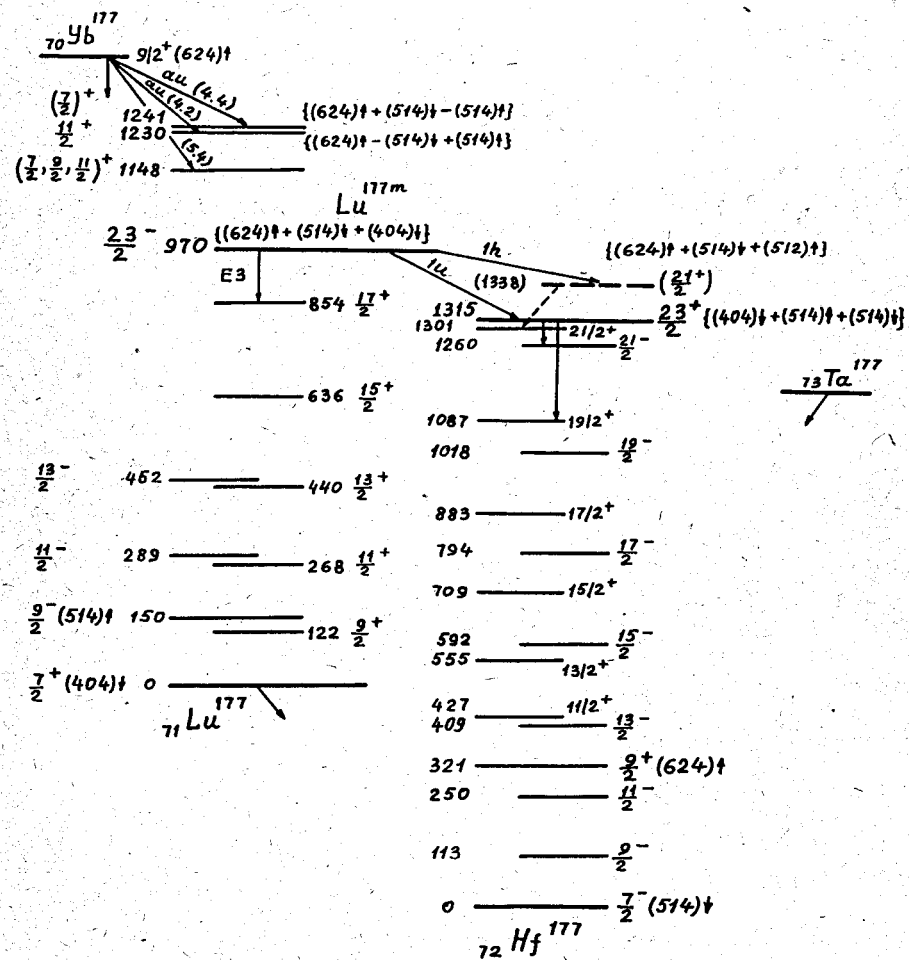 ₇₀Yb¹⁷⁷
9/2⁺(624)↑
(7/2)⁺ 1241 au (4.4) {(624)↑+(514)↓-(514)↑}
11/2⁺ 1230 au (4.2) {(624)↑-(514)↓+(514)↑}
(7/2, 9/2, 11/2)⁺ 1148 (5.4)
Lu¹⁷⁷ᵐ
23/2⁻ 970 {(624)↑+(514)↓+(404)↓}
E3
1u
1h
{(624)↑+(514)↓+(512)↑}
(1338) (21⁺/2)
854 17/2⁺
1315 23/2⁺ {(404)↓+(514)↑+(514)↓}
1301 21/2⁺
1260 21/2⁻
₇₃Ta¹⁷⁷
636 15/2⁺
1087 19/2⁺
1018 19/2⁻
13/2⁻ 462
440 13/2⁺
883 17/2⁺
11/2⁻ 289
268 11/2⁺
794 17/2⁻
709 15/2⁺
9/2⁻(514)↑ 150
122 9/2⁺
592 15/2⁻
555 13/2⁺
7/2⁺(404)↓ 0
₇₁Lu¹⁷⁷
427 11/2⁺
409 13/2⁻
321 9/2⁺(624)↑
250 11/2⁻
113 9/2⁻
0 7/2⁻(514)↓
₇₂Hf¹⁷⁷